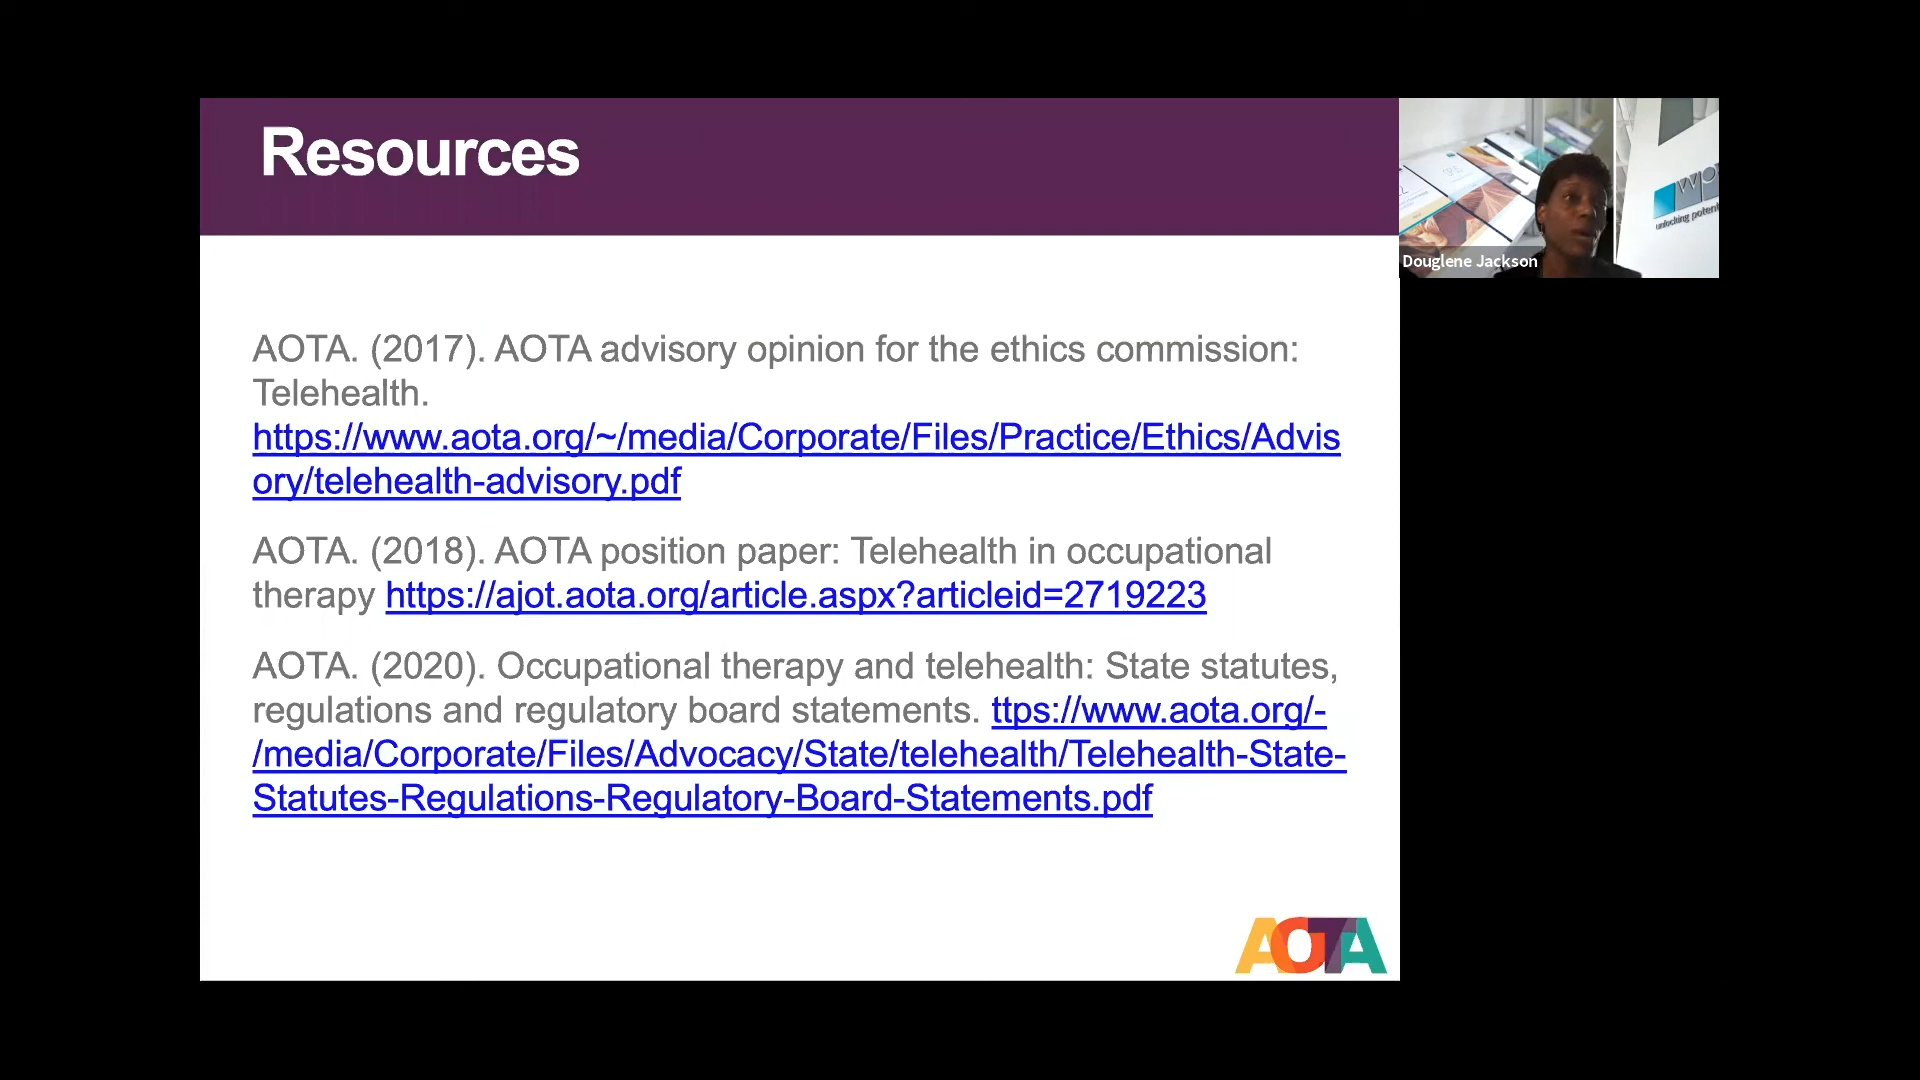 Resources
AOTA. (2017). AOTA advisory opinion for the ethics commission:
Telehealth.
https://www.aota.org/~/media/Corporate/Files/Practice/Ethics/Advis
ory/telehealth-advisory.pdf
AOTA. (2018). AOTA position paper: Telehealth in occupational
therapy https://ajot.aota.org/article.aspx?articleid=2719223
AOTA. (2020). Occupational therapy and telehealth: State statutes,
regulations and regulatory board statements. ttps://www.aota.org/-
/media/Corporate/Files/Advocacy/State/telehealth/Telehealth-State-
Statutes-Regulations-Regulatory-Board-Statements.pdf
AOTA
Douglene Jackson
unlocking